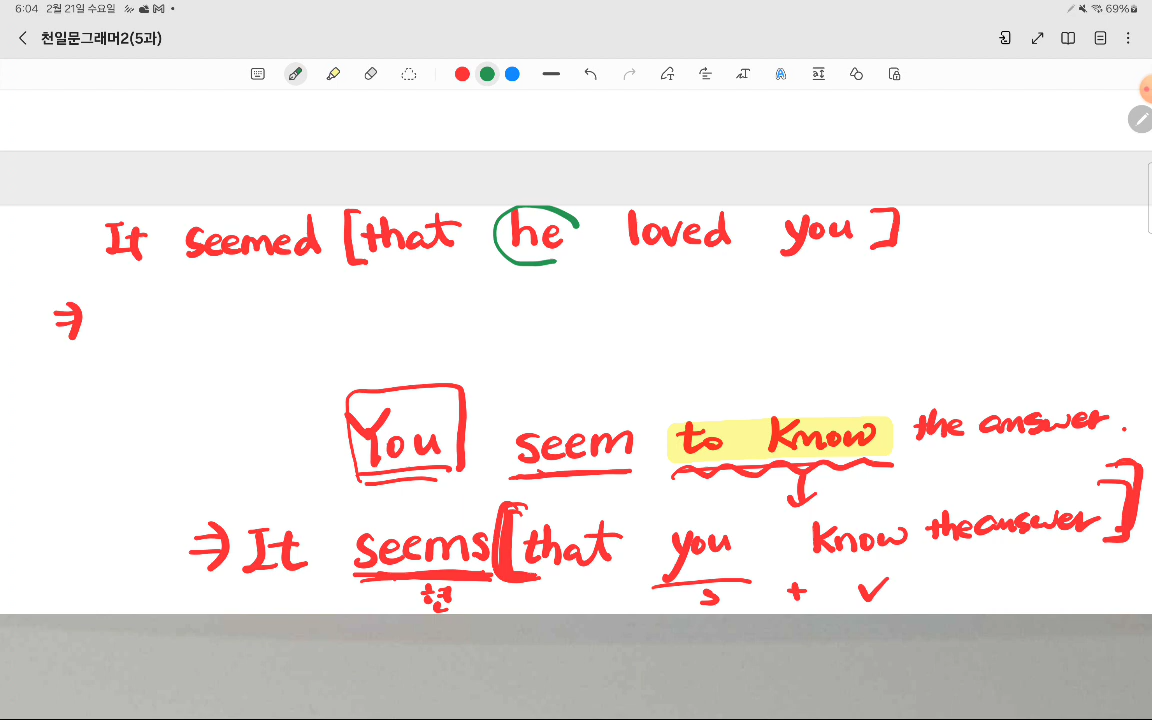 6:04 2월 21일 수요일 69%
천일문그래머2(5과)
It seemed [that he loved you]
⇒
You seem to know the answer.
⇒ It seems [that you know the answer]
s + v